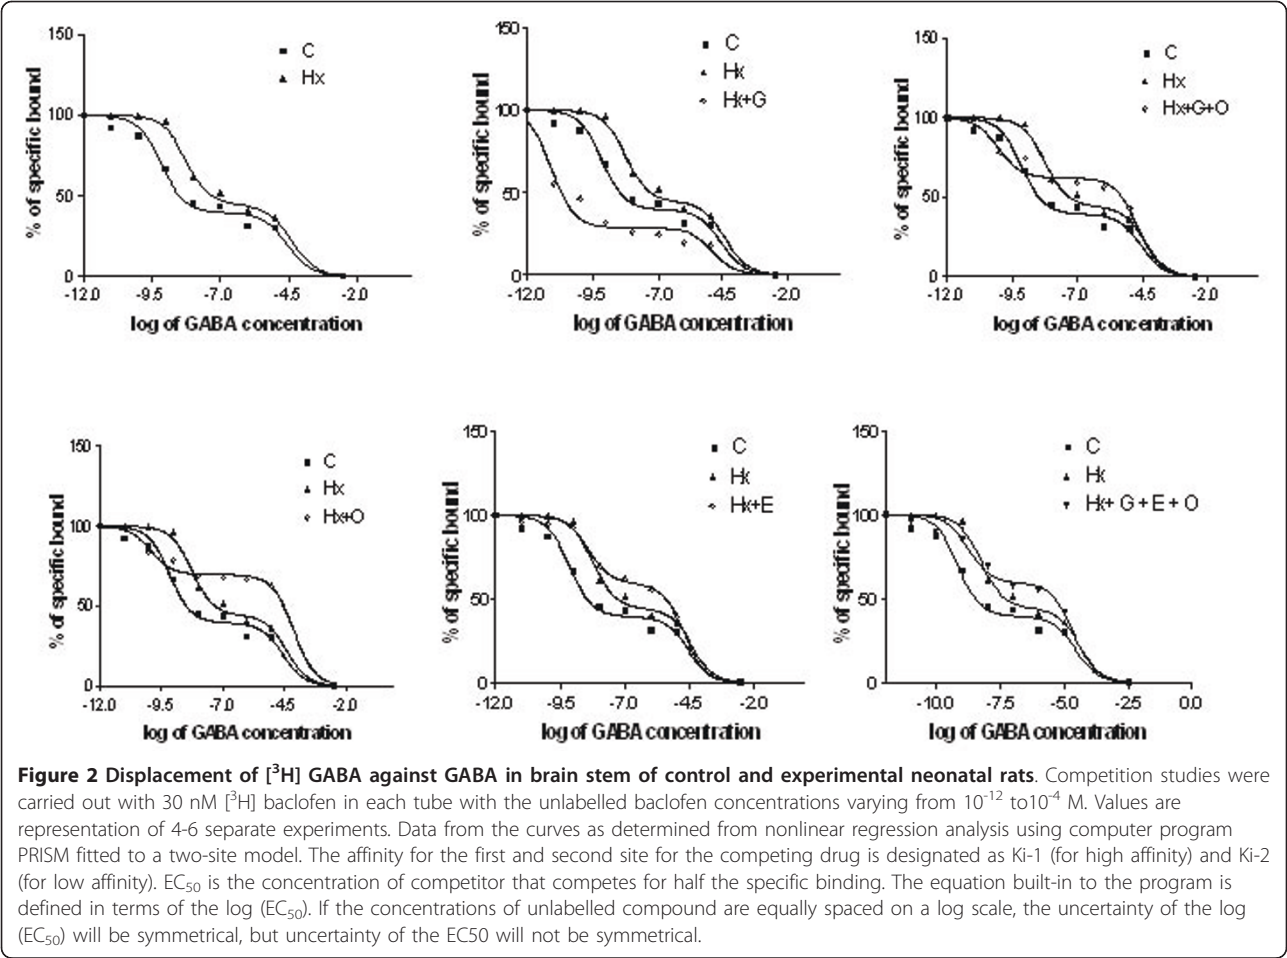 150
100
50
0
% of specific bound
C
Hx
-12.0 -9.5 -7.0 -4.5 -2.0
log of GABA concentration
150
100
50
0
% of specific bound
C
Hx
Hx+G
-12.0 -9.5 -7.0 -4.5 -2.0
log of GABA concentration
150
100
50
0
% of specific bound
C
Hx
Hx+G+O
-12.0 -9.5 -7.0 -4.5 -2.0
log of GABA concentration
150
100
50
0
% of specific bound
C
Hx
Hx+O
-12.0 -9.5 -7.0 -4.5 -2.0
log of GABA concentration
150
100
50
0
% of specific bound
C
Hx
Hx+E
-12.0 -9.5 -7.0 -4.5 -2.0
log of GABA concentration
150
100
50
0
% of specific bound
C
Hx
Hx+ G + E + O
-10.0 -7.5 -5.0 -2.5 0.0
log of GABA concentration
Figure 2 Displacement of [³H] GABA against GABA in brain stem of control and experimental neonatal rats. Competition studies were
carried out with 30 nM [³H] baclofen in each tube with the unlabelled baclofen concentrations varying from 10⁻¹² to10⁻⁴ M. Values are
representation of 4-6 separate experiments. Data from the curves as determined from nonlinear regression analysis using computer program
PRISM fitted to a two-site model. The affinity for the first and second site for the competing drug is designated as Ki-1 (for high affinity) and Ki-2
(for low affinity). EC₅₀ is the concentration of competitor that competes for half the specific binding. The equation built-in to the program is
defined in terms of the log (EC₅₀). If the concentrations of unlabelled compound are equally spaced on a log scale, the uncertainty of the log
(EC₅₀) will be symmetrical, but uncertainty of the EC50 will not be symmetrical.